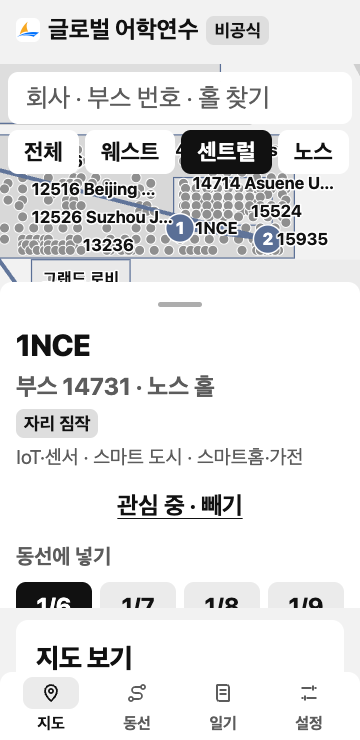 글로벌 어학연수 비공식
회사 · 부스 번호 · 홀 찾기
전체 웨스트 센트럴 노스
12516 Beijing ...
14714 Asuene U...
12526 Suzhou J...
15524
1 1NCE
2 15935
13236
그랜드 로비
1NCE
부스 14731 · 노스 홀
자리 짐작
IoT·센서 · 스마트 도시 · 스마트홈·가전
관심 중 · 빼기
동선에 넣기
1/6 1/7 1/8 1/9
지도 보기
지도 동선 일기 설정